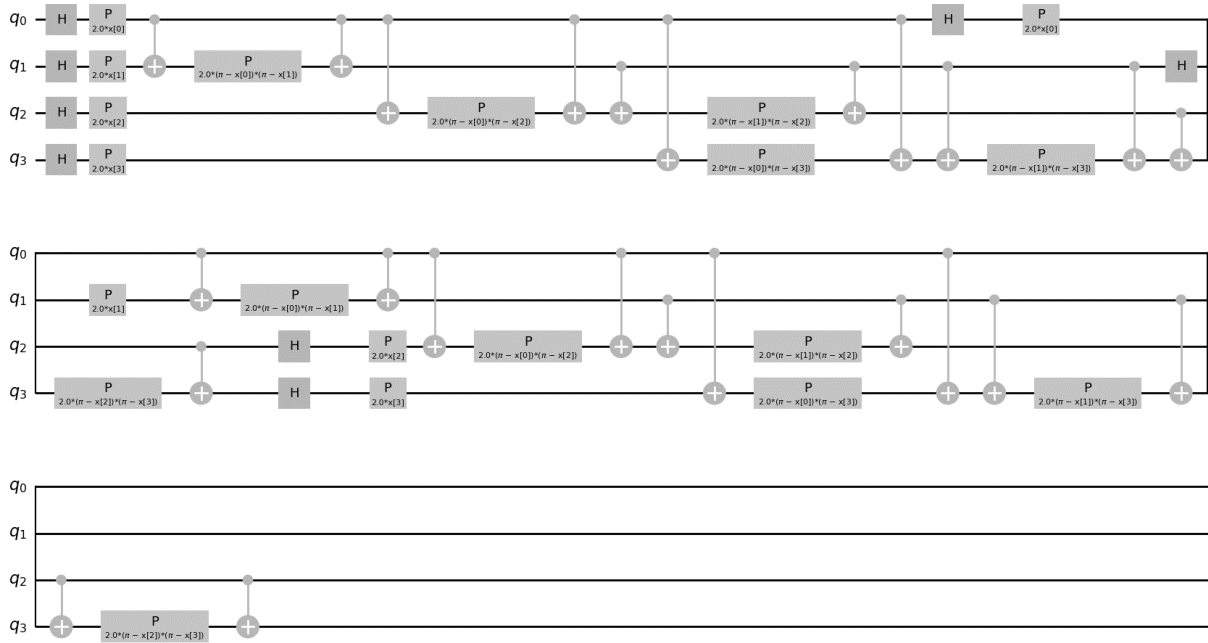 q0 H P 2.0*x[0] H P 2.0*x[0]
q1 H P 2.0*x[1] P 2.0*(π − x[0])*(π − x[1]) H
q2 H P 2.0*x[2] P 2.0*(π − x[0])*(π − x[2]) P 2.0*(π − x[1])*(π − x[2])
q3 H P 2.0*x[3] P 2.0*(π − x[0])*(π − x[3]) P 2.0*(π − x[1])*(π − x[3])
q0
q1 P 2.0*x[1] P 2.0*(π − x[0])*(π − x[1])
q2 H P 2.0*x[2] P 2.0*(π − x[0])*(π − x[2]) P 2.0*(π − x[1])*(π − x[2])
q3 P 2.0*(π − x[2])*(π − x[3]) H P 2.0*x[3] P 2.0*(π − x[0])*(π − x[3]) P 2.0*(π − x[1])*(π − x[3])
q0
q1
q2
q3 P 2.0*(π − x[2])*(π − x[3])